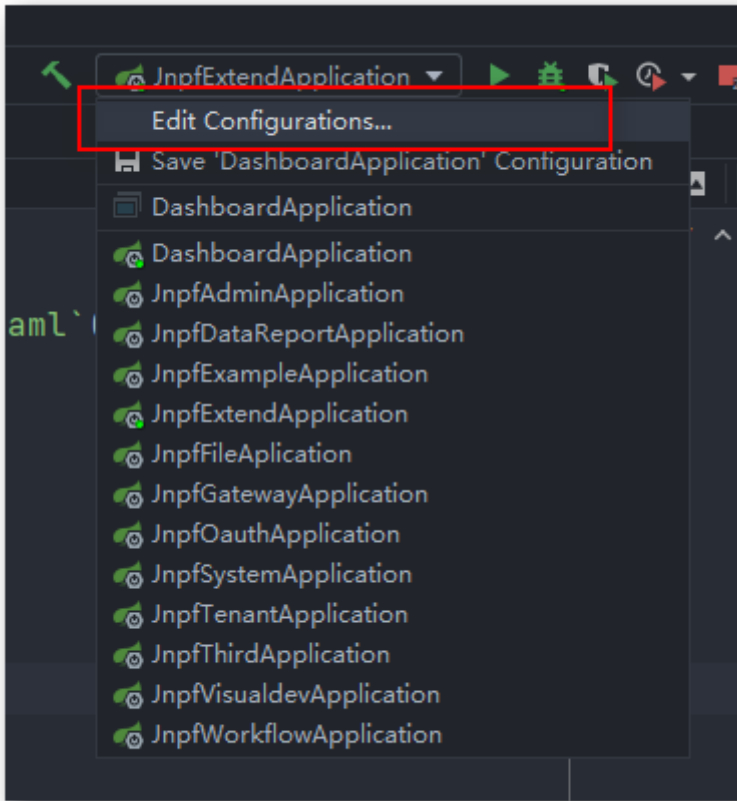 JnpfExtendApplication
Edit Configurations...
Save 'DashboardApplication' Configuration
DashboardApplication
DashboardApplication
JnpfAdminApplication
aml`
JnpfDataReportApplication
JnpfExampleApplication
JnpfExtendApplication
JnpfFileAplication
JnpfGatewayApplication
JnpfOauthApplication
JnpfSystemApplication
JnpfTenantApplication
JnpfThirdApplication
JnpfVisualdevApplication
JnpfWorkflowApplication